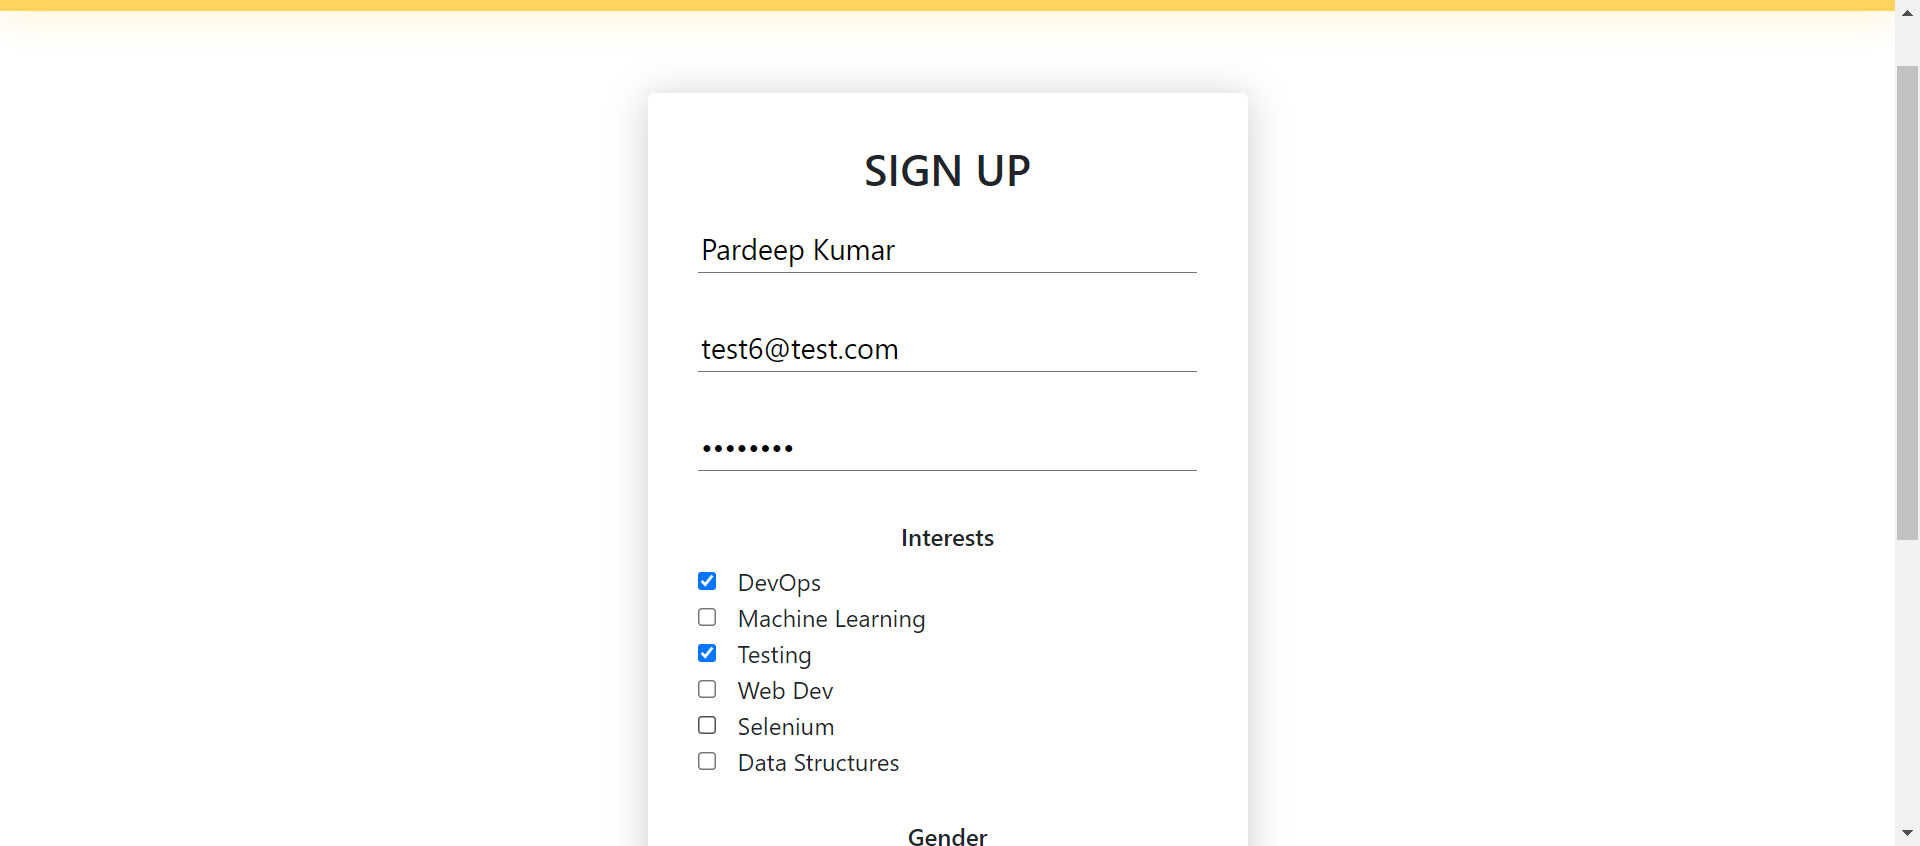 SIGN UP
Pardeep Kumar
test6@test.com
••••••••
Interests
DevOps
Machine Learning
Testing
Web Dev
Selenium
Data Structures
Gender